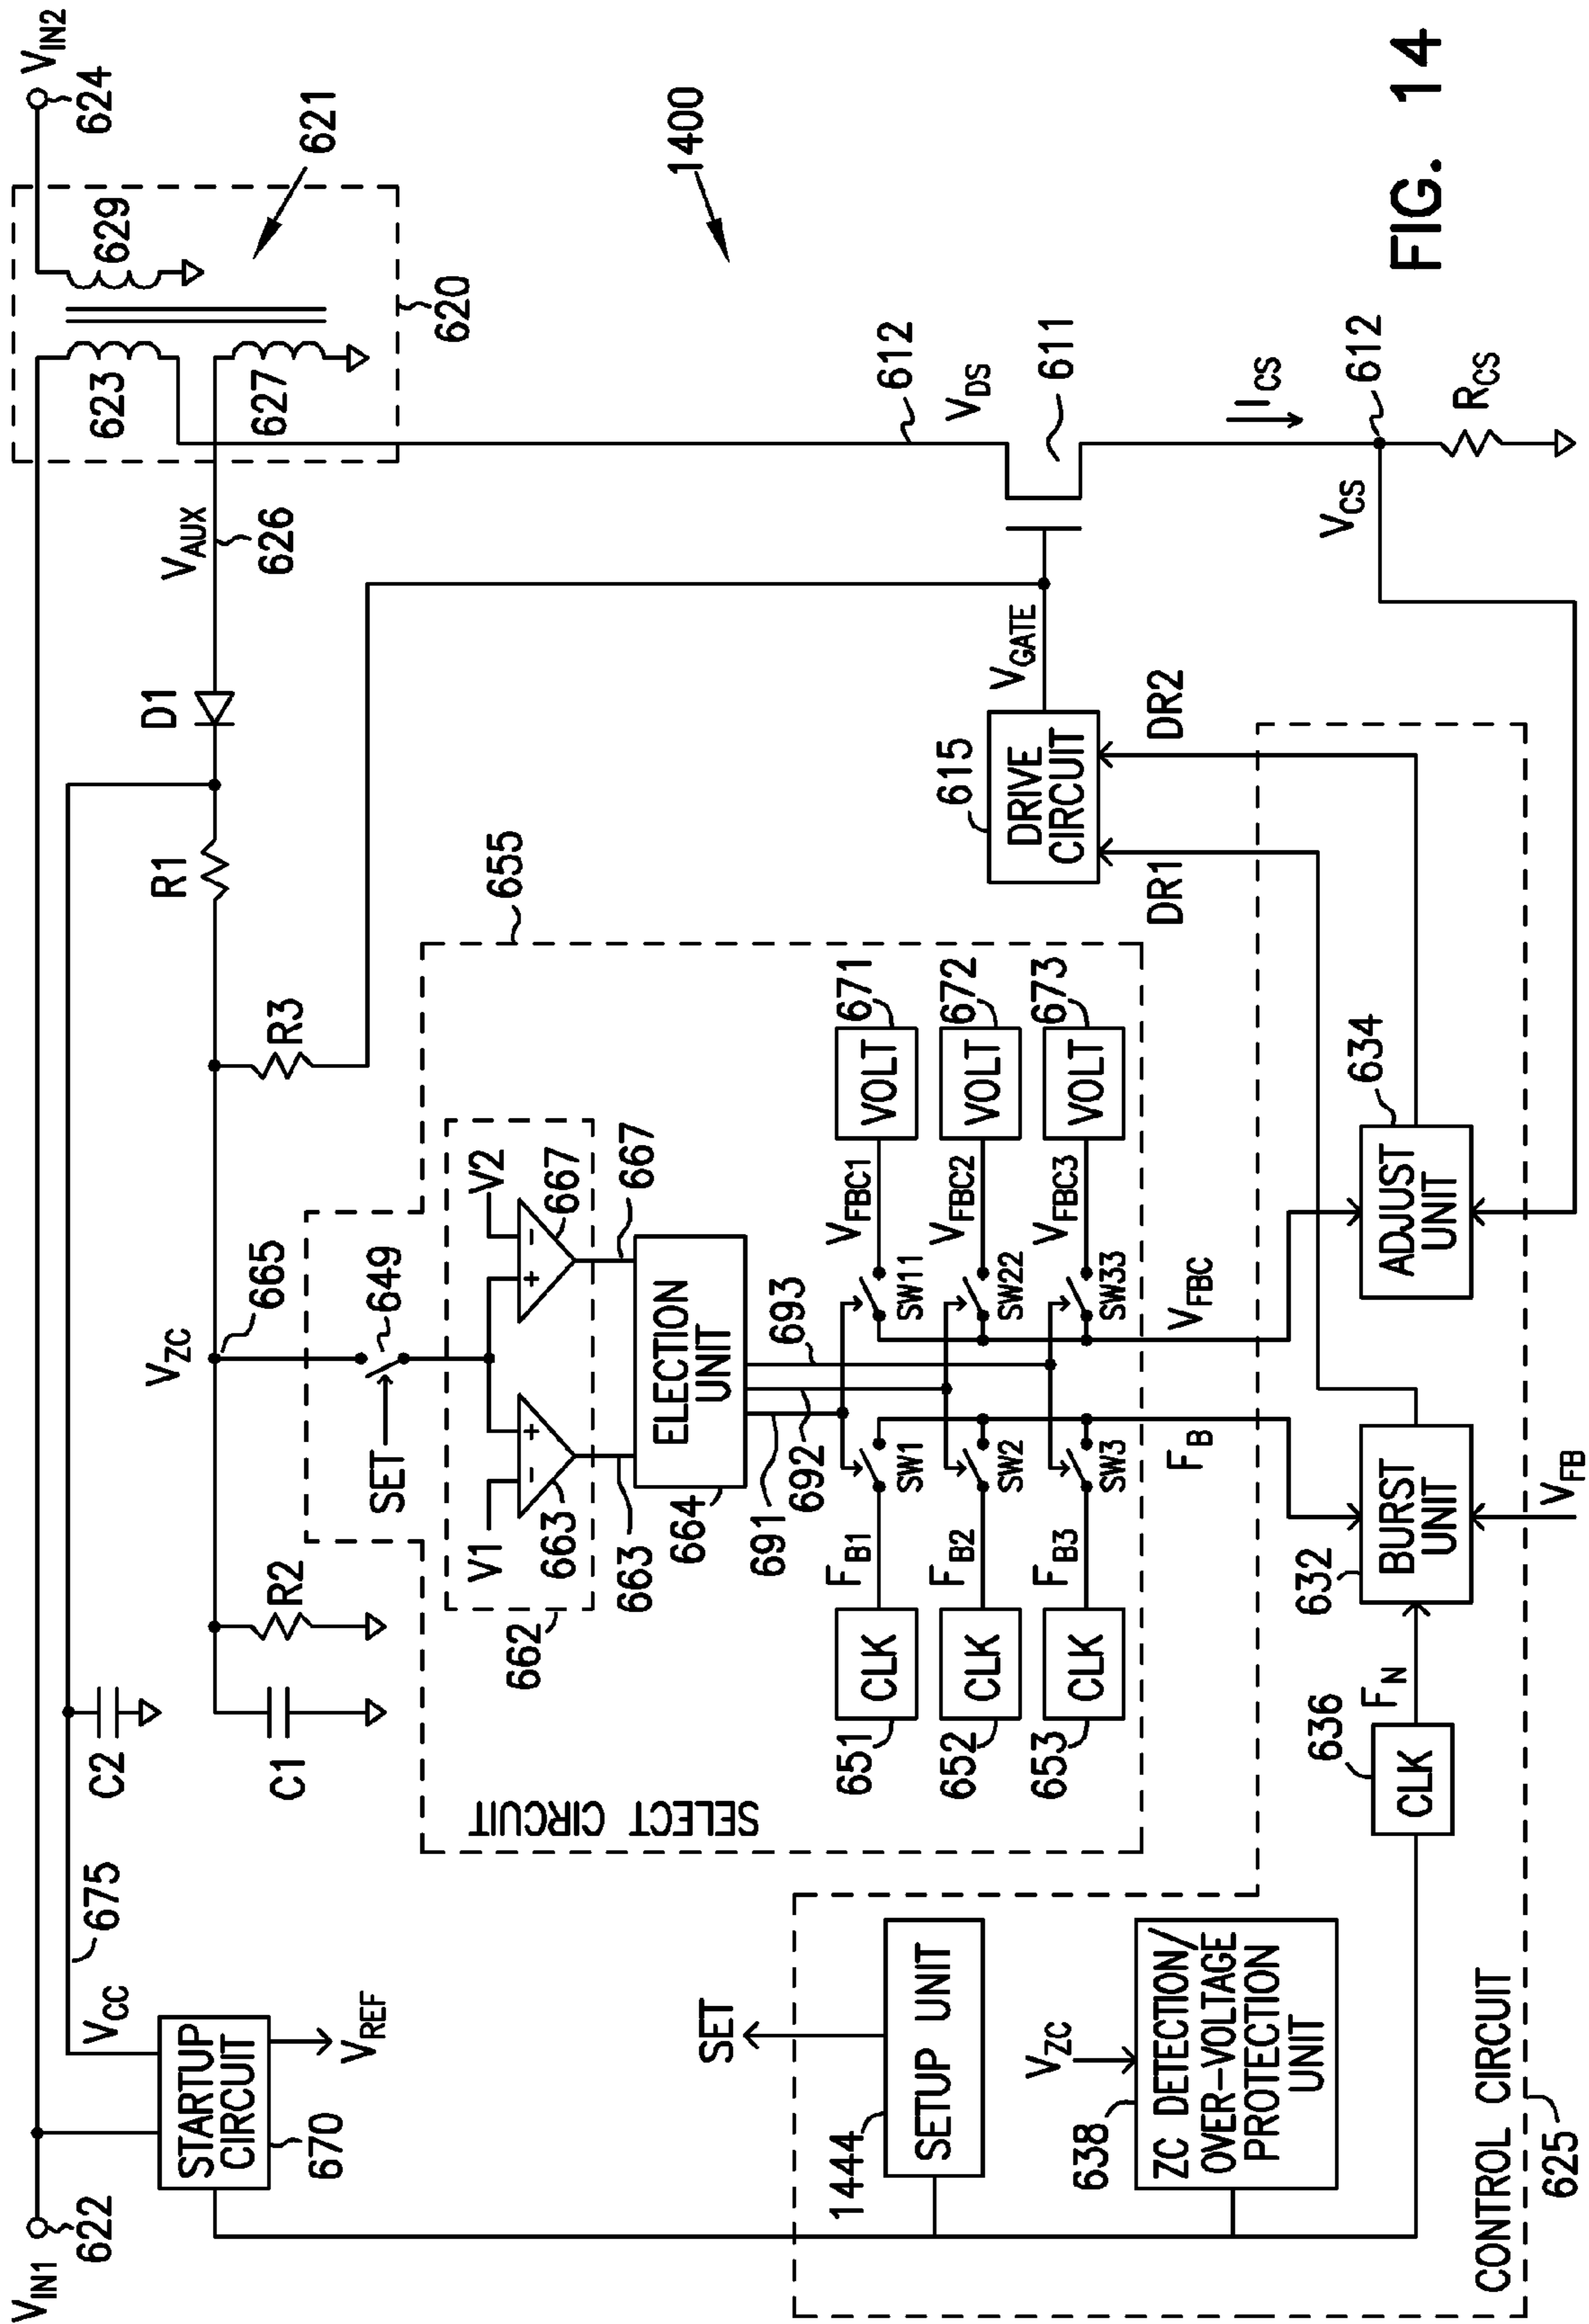 FIG. 14
1400
V_IN1
622
V_IN2
624
621
629
623
627
620
V_CC
675
STARTUP
CIRCUIT
670
V_REF
C2
C1
R2
V_ZC
665
R3
R1
D1
V_AUX
626
612
V_DS
611
I_CS
612
V_CS
R_CS
V_GATE
615
DRIVE
CIRCUIT
DR1
DR2
655
SELECT CIRCUIT
SET
649
V1
V2
−
+
+
−
663
667
662
663
667
664
ELECTION
UNIT
691
692
693
651
CLK
F_B1
SW1
SW11
V_FBC1
VOLT
671
652
CLK
F_B2
SW2
SW22
V_FBC2
VOLT
672
653
CLK
F_B3
SW3
SW33
V_FBC3
VOLT
673
F_B
V_FBC
SET
1444
SETUP UNIT
V_ZC
638
ZC DETECTION/
OVER-VOLTAGE
PROTECTION
UNIT
636
CLK
F_N
632
BURST
UNIT
V_FB
634
ADJUST
UNIT
CONTROL CIRCUIT
625